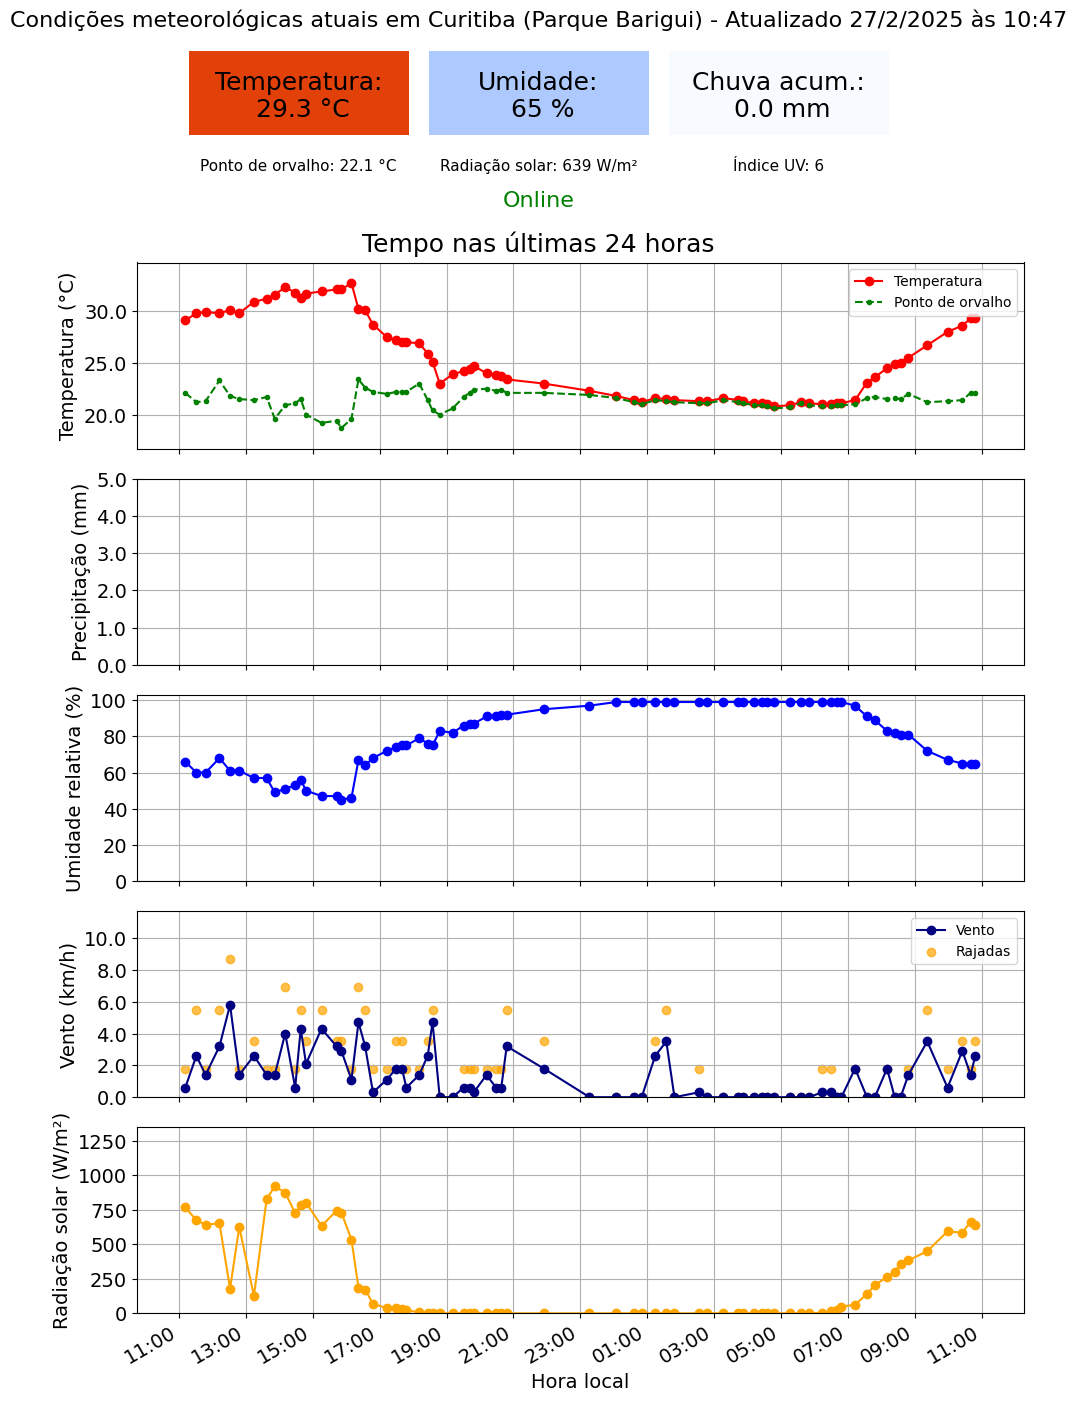 Condições meteorológicas atuais em Curitiba (Parque Barigui) - Atualizado 27/2/2025 às 10:47
Temperatura:
29.3 °C
Umidade:
65 %
Chuva acum.:
0.0 mm
Ponto de orvalho: 22.1 °C
Radiação solar: 639 W/m²
Índice UV: 6
Online
Tempo nas últimas 24 horas
Temperatura (°C)
30.0
25.0
20.0
Temperatura
Ponto de orvalho
Precipitação (mm)
5.0
4.0
3.0
2.0
1.0
0.0
Umidade relativa (%)
100
80
60
40
20
0
Vento (km/h)
10.0
8.0
6.0
4.0
2.0
0.0
Vento
Rajadas
Radiação solar (W/m²)
1250
1000
750
500
250
0
11:00
13:00
15:00
17:00
19:00
21:00
23:00
01:00
03:00
05:00
07:00
09:00
11:00
Hora local